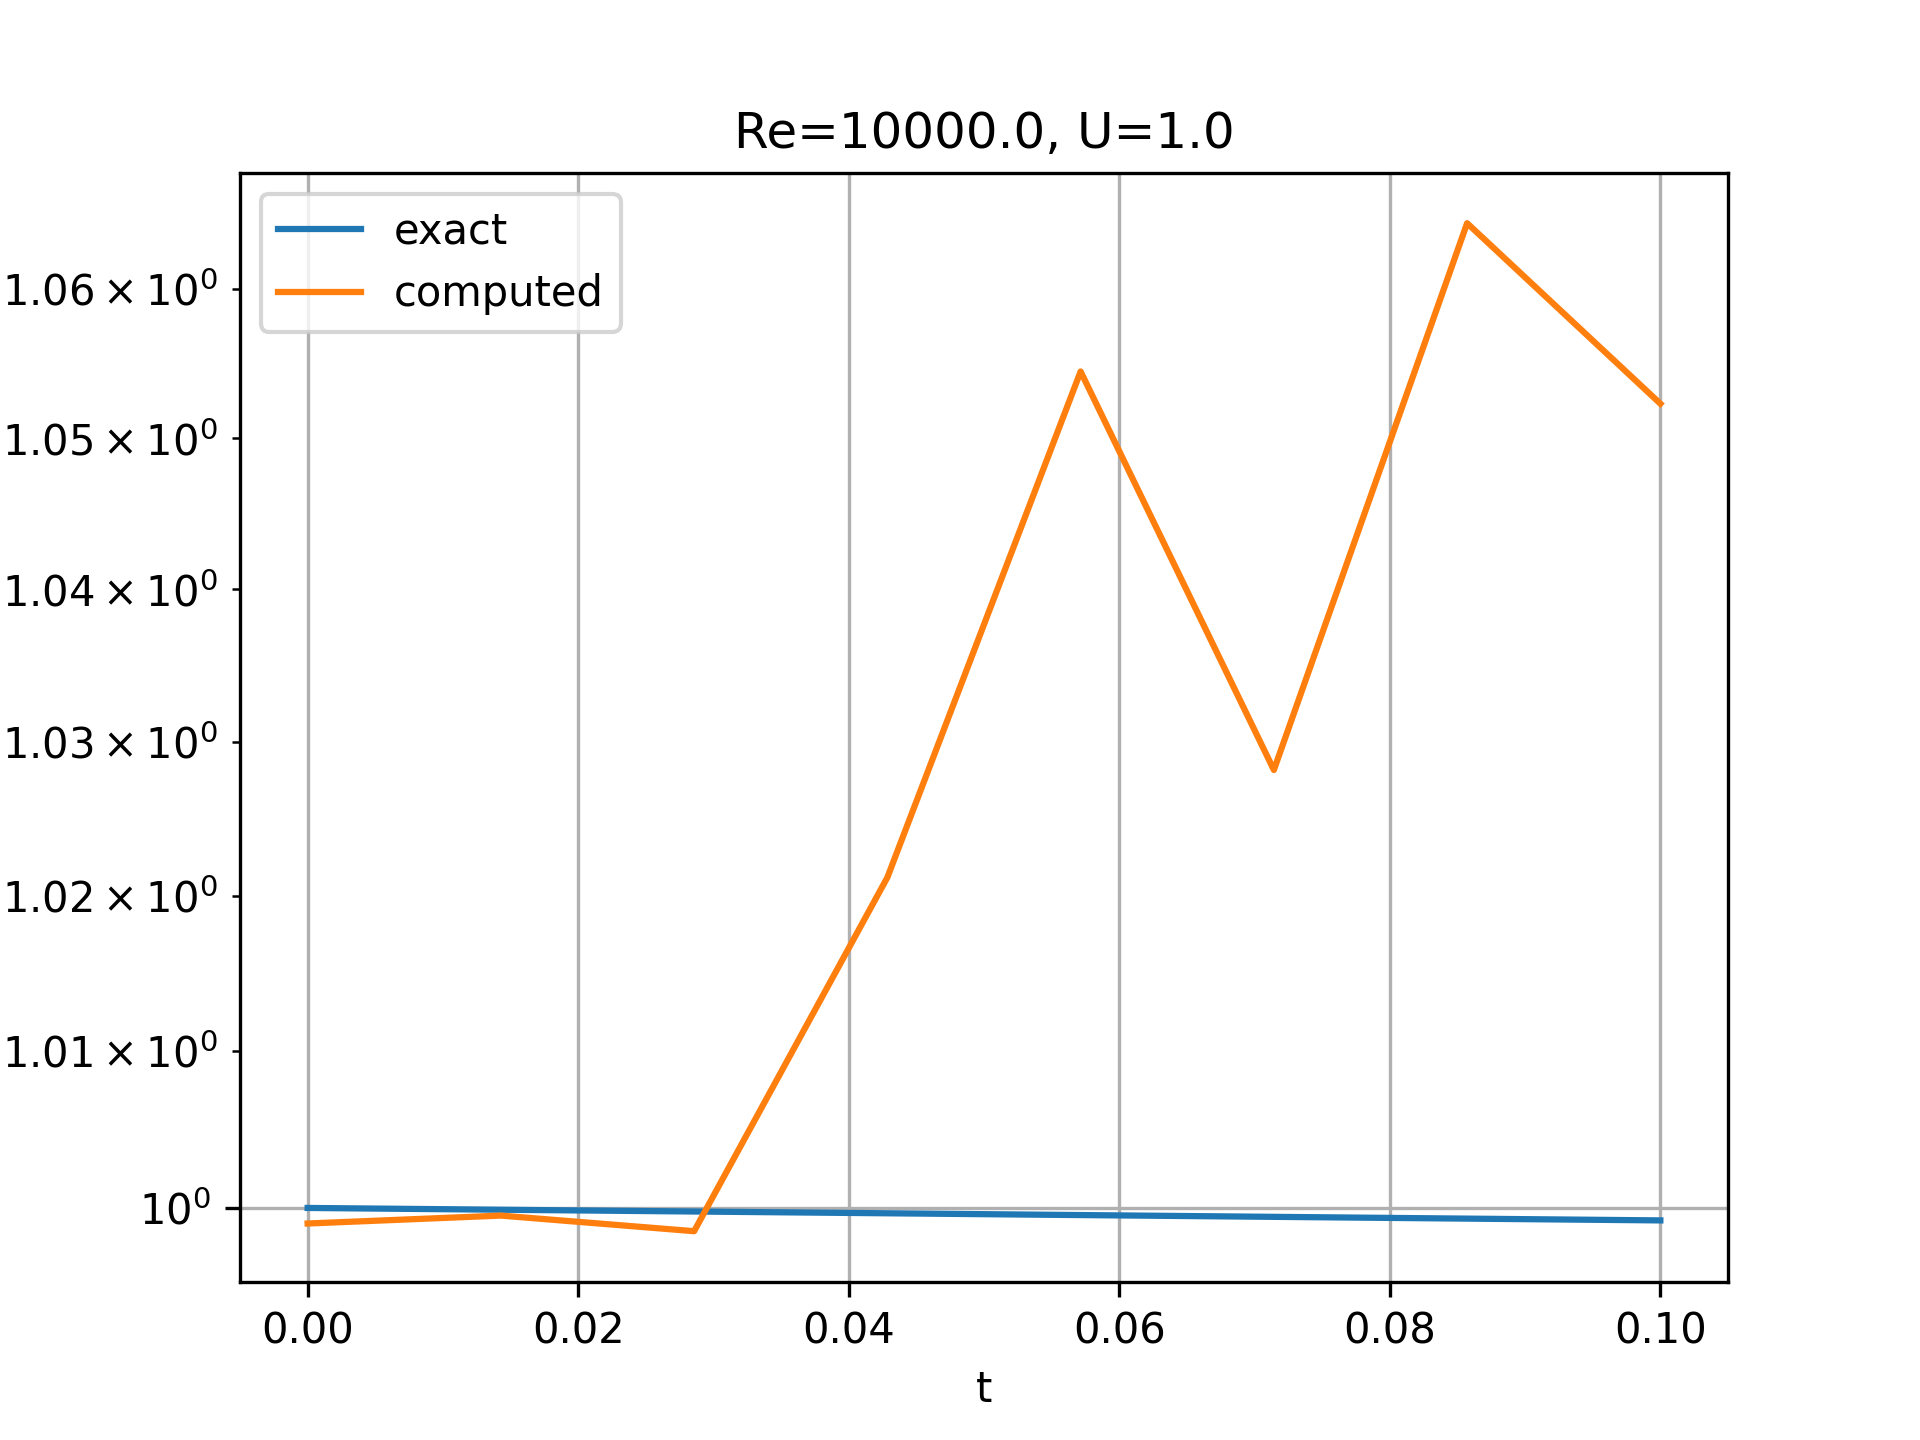 Re=10000.0, U=1.0
exact
computed
1.06 × 10⁰
1.05 × 10⁰
1.04 × 10⁰
1.03 × 10⁰
1.02 × 10⁰
1.01 × 10⁰
10⁰
0.00 0.02 0.04 0.06 0.08 0.10
t